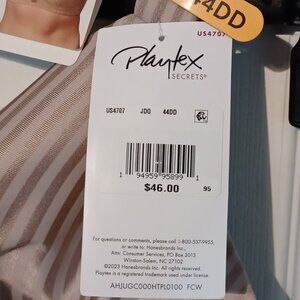 44DD
US4707
Playtex
SECRETS®
US4707 JDQ 44DD
1 94959 95899 1
$46.00 95
For questions or comments, please call 1-800-537-9955,
or write to: Hanesbrands Inc.
Attn: Consumer Services, PO BOX 3013
Winston-Salem, NC 27102
©2023 Hanesbrands Inc. All rights reserved.
Playtex is a registered trademark used under license.
AHJUGC000HTPL0100 FCW